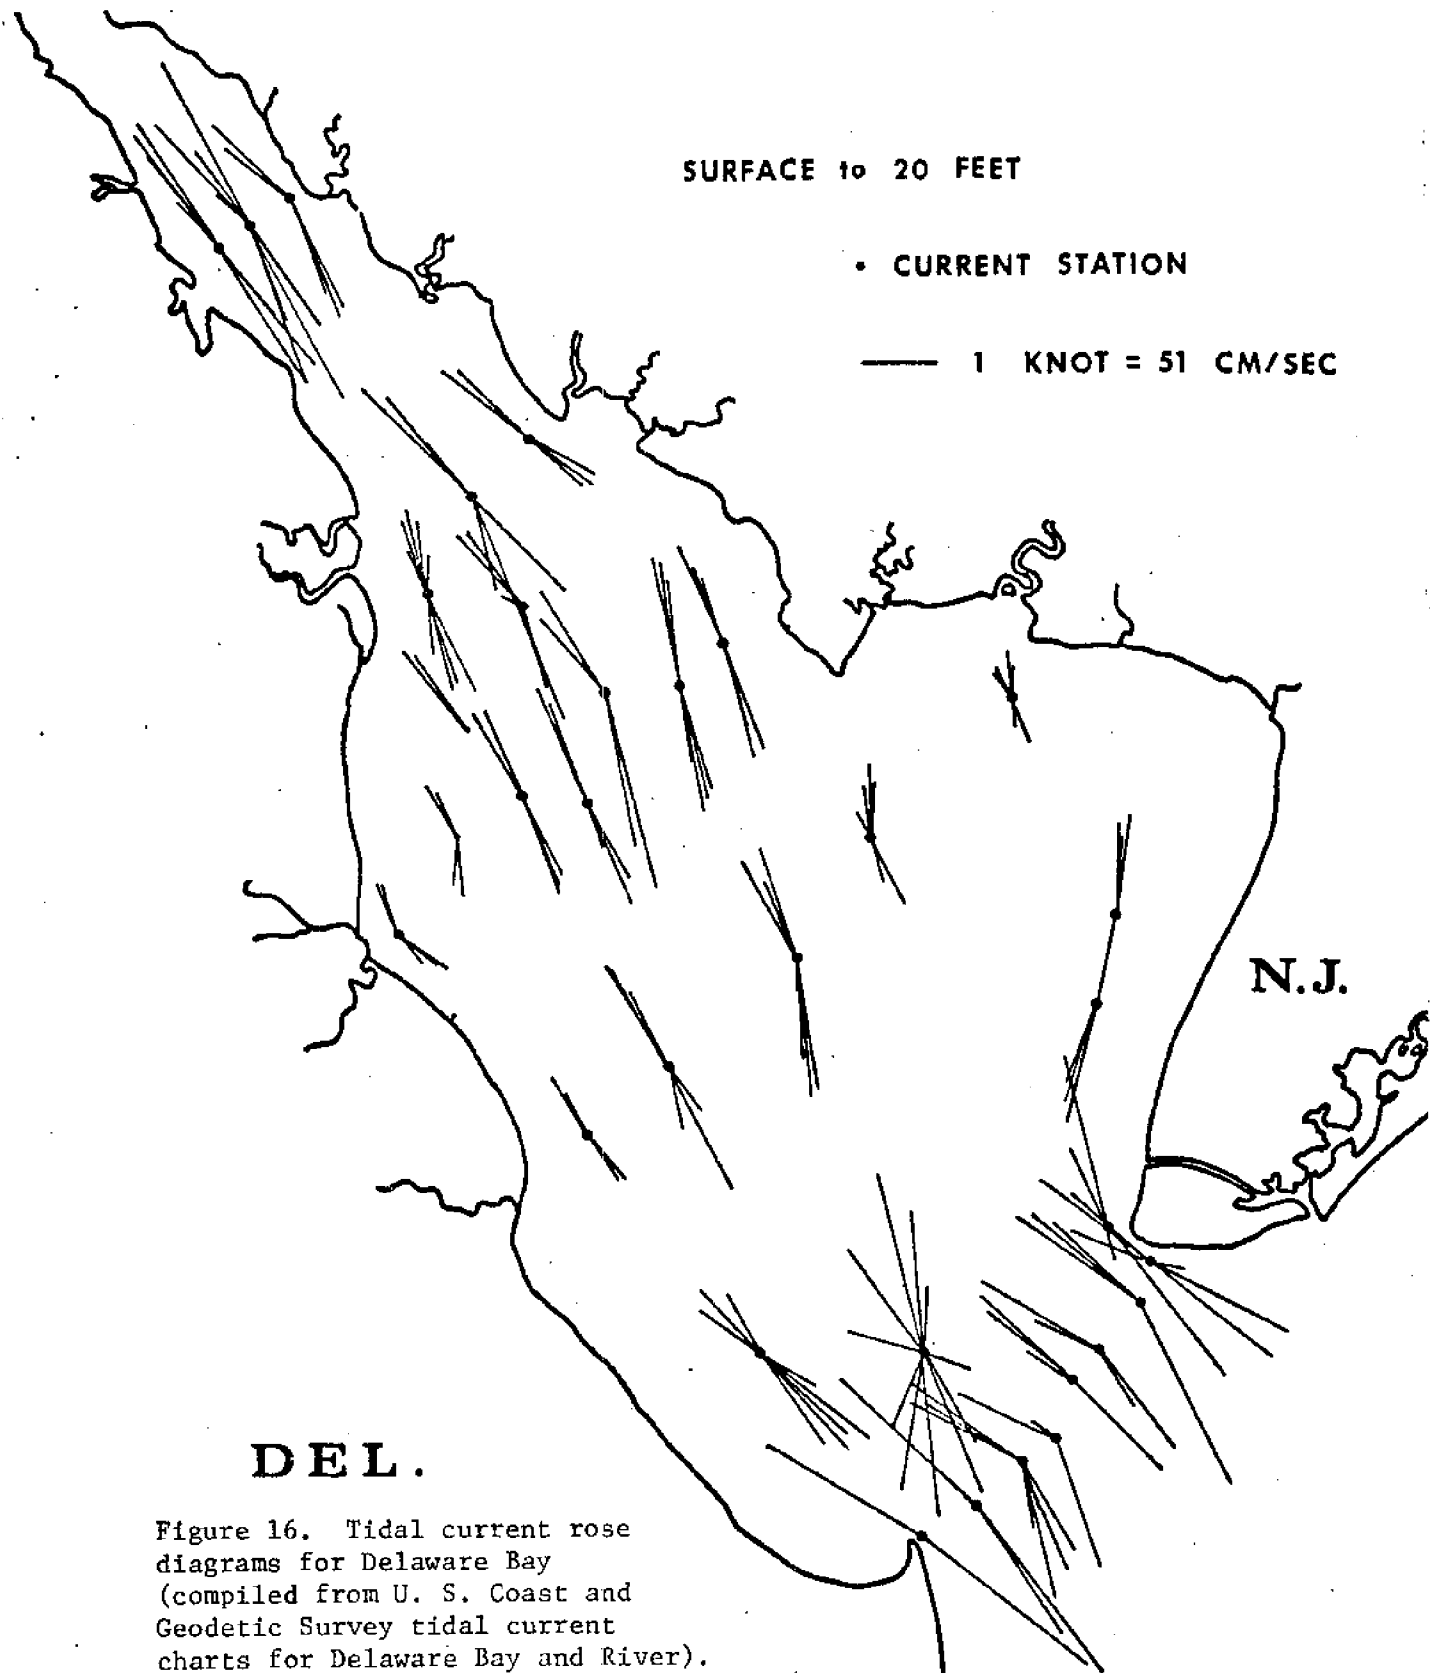 SURFACE to 20 FEET
• CURRENT STATION
—— 1 KNOT = 51 CM/SEC
N.J.
DEL.
Figure 16. Tidal current rose
diagrams for Delaware Bay
(compiled from U. S. Coast and
Geodetic Survey tidal current
charts for Delaware Bay and River).